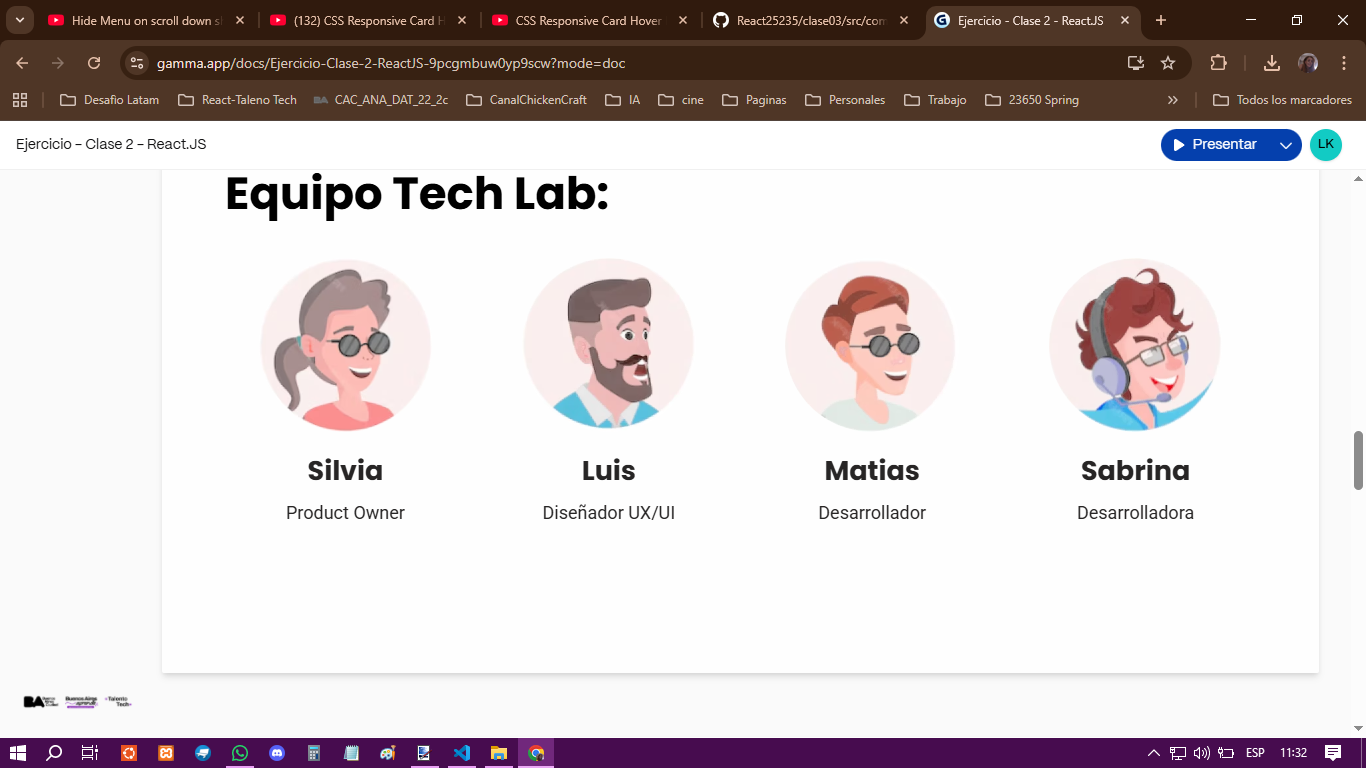 Hide Menu on scroll down s
(132) CSS Responsive Card H
CSS Responsive Card Hover
React25235/clase03/src/com
Ejercicio - Clase 2 - ReactJS
gamma.app/docs/Ejercicio-Clase-2-ReactJS-9pcgmbuw0yp9scw?mode=doc
Desafio Latam
React-Taleno Tech
BA CAC_ANA_DAT_22_2c
CanalChickenCraft
IA
cine
Paginas
Personales
Trabajo
23650 Spring
Todos los marcadores
Ejercicio - Clase 2 - React.JS
Presentar
LK
Equipo Tech Lab:
Silvia
Luis
Matias
Sabrina
Product Owner
Diseñador UX/UI
Desarrollador
Desarrolladora
BA
Buenos Aires
aprende
Talento
Tech
ESP
11:32